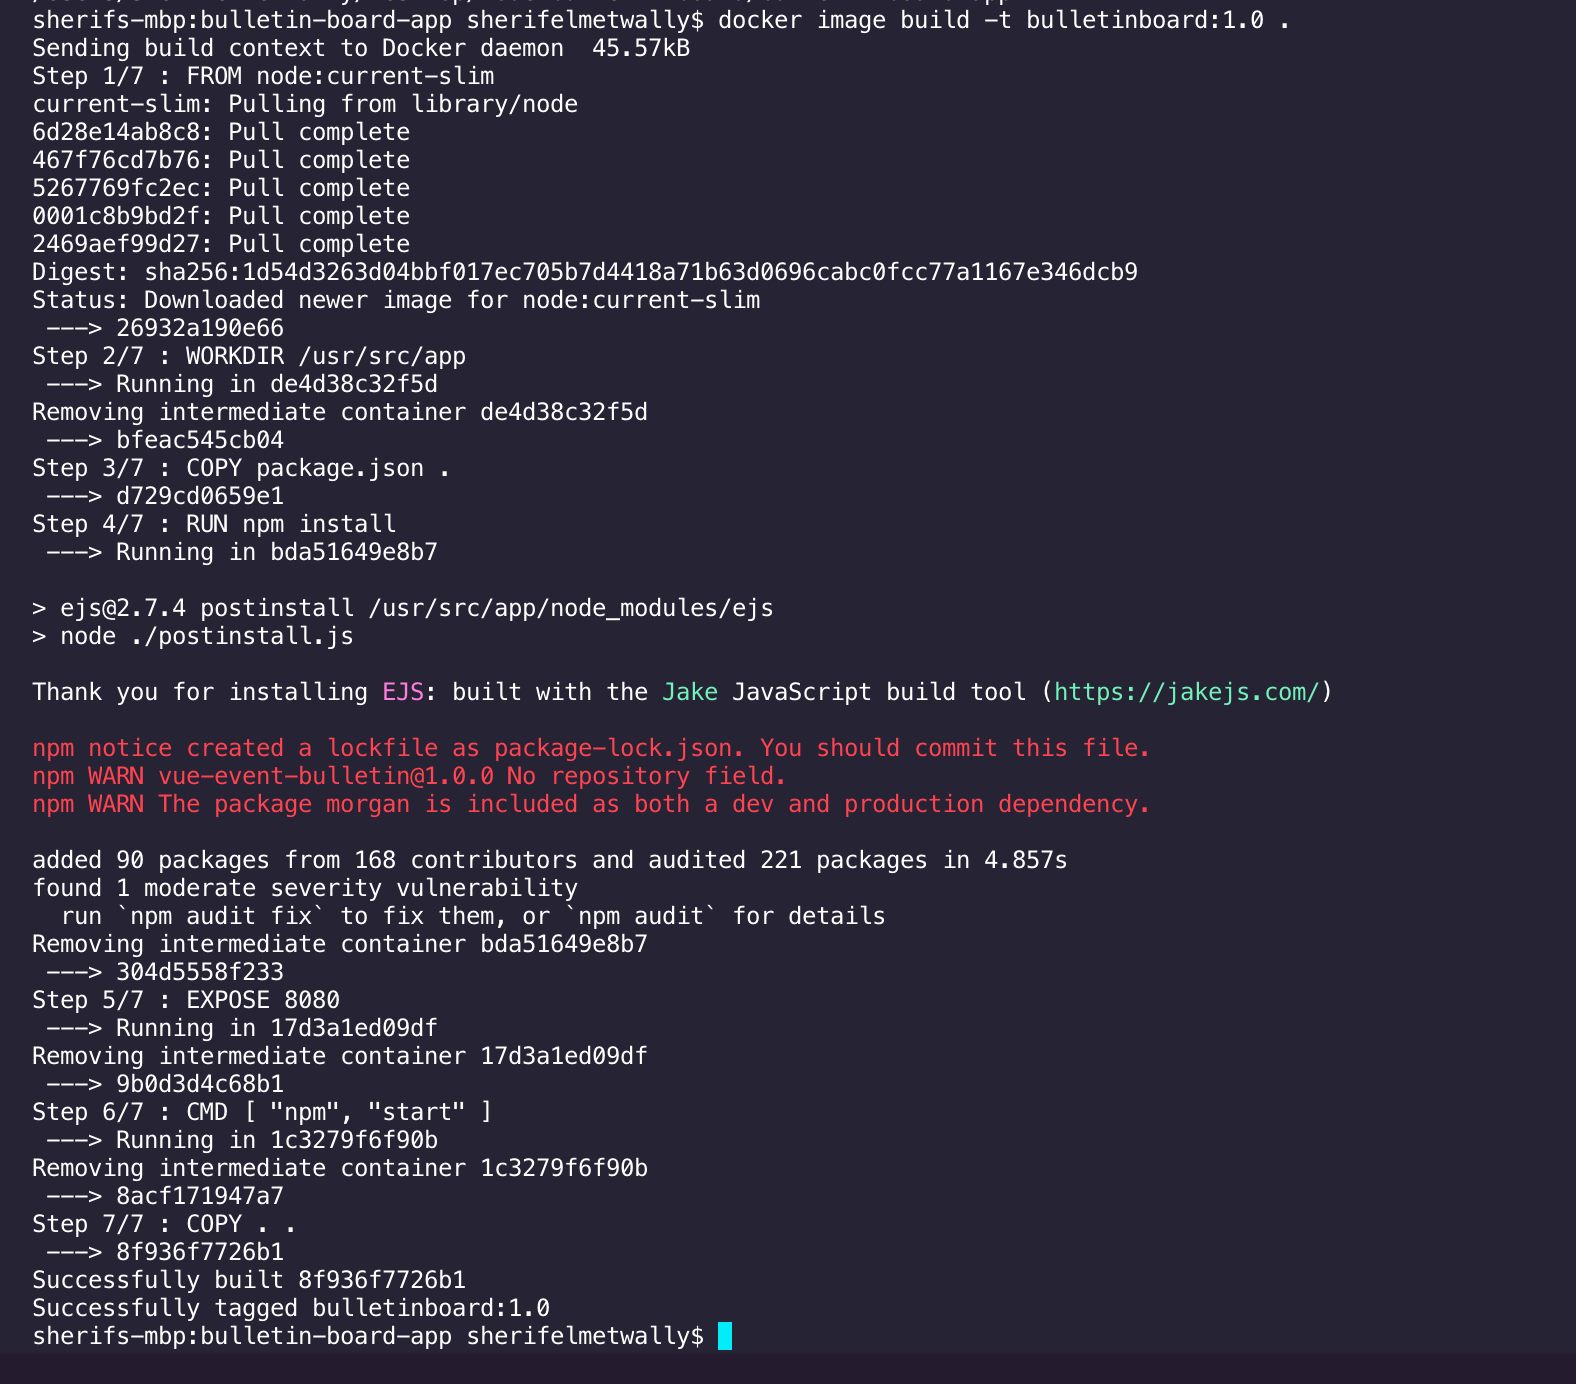 sherifs-mbp:bulletin-board-app sherifelmetwally$ docker image build -t bulletinboard:1.0 .
Sending build context to Docker daemon  45.57kB
Step 1/7 : FROM node:current-slim
current-slim: Pulling from library/node
6d28e14ab8c8: Pull complete
467f76cd7b76: Pull complete
5267769fc2ec: Pull complete
0001c8b9bd2f: Pull complete
2469aef99d27: Pull complete
Digest: sha256:1d54d3263d04bbf017ec705b7d4418a71b63d0696cabc0fcc77a1167e346dcb9
Status: Downloaded newer image for node:current-slim
 ---> 26932a190e66
Step 2/7 : WORKDIR /usr/src/app
 ---> Running in de4d38c32f5d
Removing intermediate container de4d38c32f5d
 ---> bfeac545cb04
Step 3/7 : COPY package.json .
 ---> d729cd0659e1
Step 4/7 : RUN npm install
 ---> Running in bda51649e8b7
> ejs@2.7.4 postinstall /usr/src/app/node_modules/ejs
> node ./postinstall.js
Thank you for installing EJS: built with the Jake JavaScript build tool (https://jakejs.com/)
npm notice created a lockfile as package-lock.json. You should commit this file.
npm WARN vue-event-bulletin@1.0.0 No repository field.
npm WARN The package morgan is included as both a dev and production dependency.
added 90 packages from 168 contributors and audited 221 packages in 4.857s
found 1 moderate severity vulnerability
  run `npm audit fix` to fix them, or `npm audit` for details
Removing intermediate container bda51649e8b7
 ---> 304d5558f233
Step 5/7 : EXPOSE 8080
 ---> Running in 17d3a1ed09df
Removing intermediate container 17d3a1ed09df
 ---> 9b0d3d4c68b1
Step 6/7 : CMD [ "npm", "start" ]
 ---> Running in 1c3279f6f90b
Removing intermediate container 1c3279f6f90b
 ---> 8acf171947a7
Step 7/7 : COPY . .
 ---> 8f936f7726b1
Successfully built 8f936f7726b1
Successfully tagged bulletinboard:1.0
sherifs-mbp:bulletin-board-app sherifelmetwally$